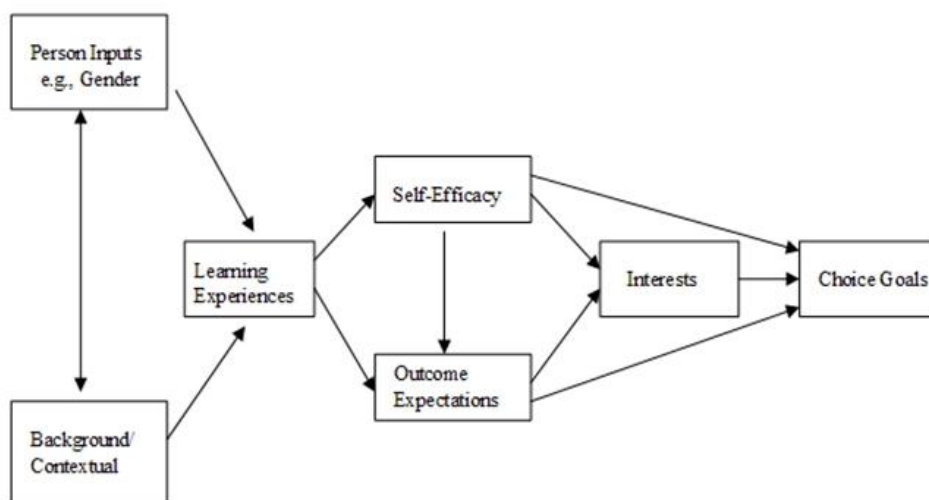 Person Inputs
e.g., Gender
Self-Efficacy
Learning
Experiences
Interests
Choice Goals
Outcome
Expectations
Background/
Contextual